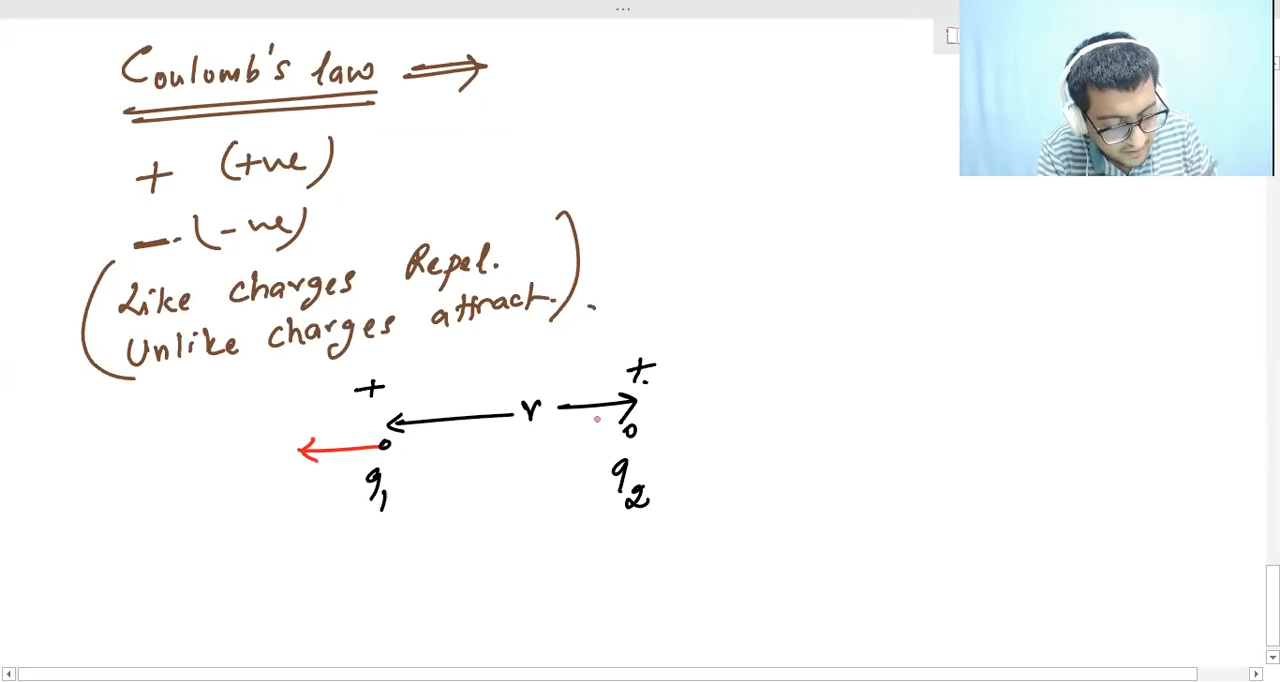 Coulomb's law ⟹
+ (+ve)
-. (-ve)
(Like charges Repel.
Unlike charges attract.).
+ +.
r
q1 q2